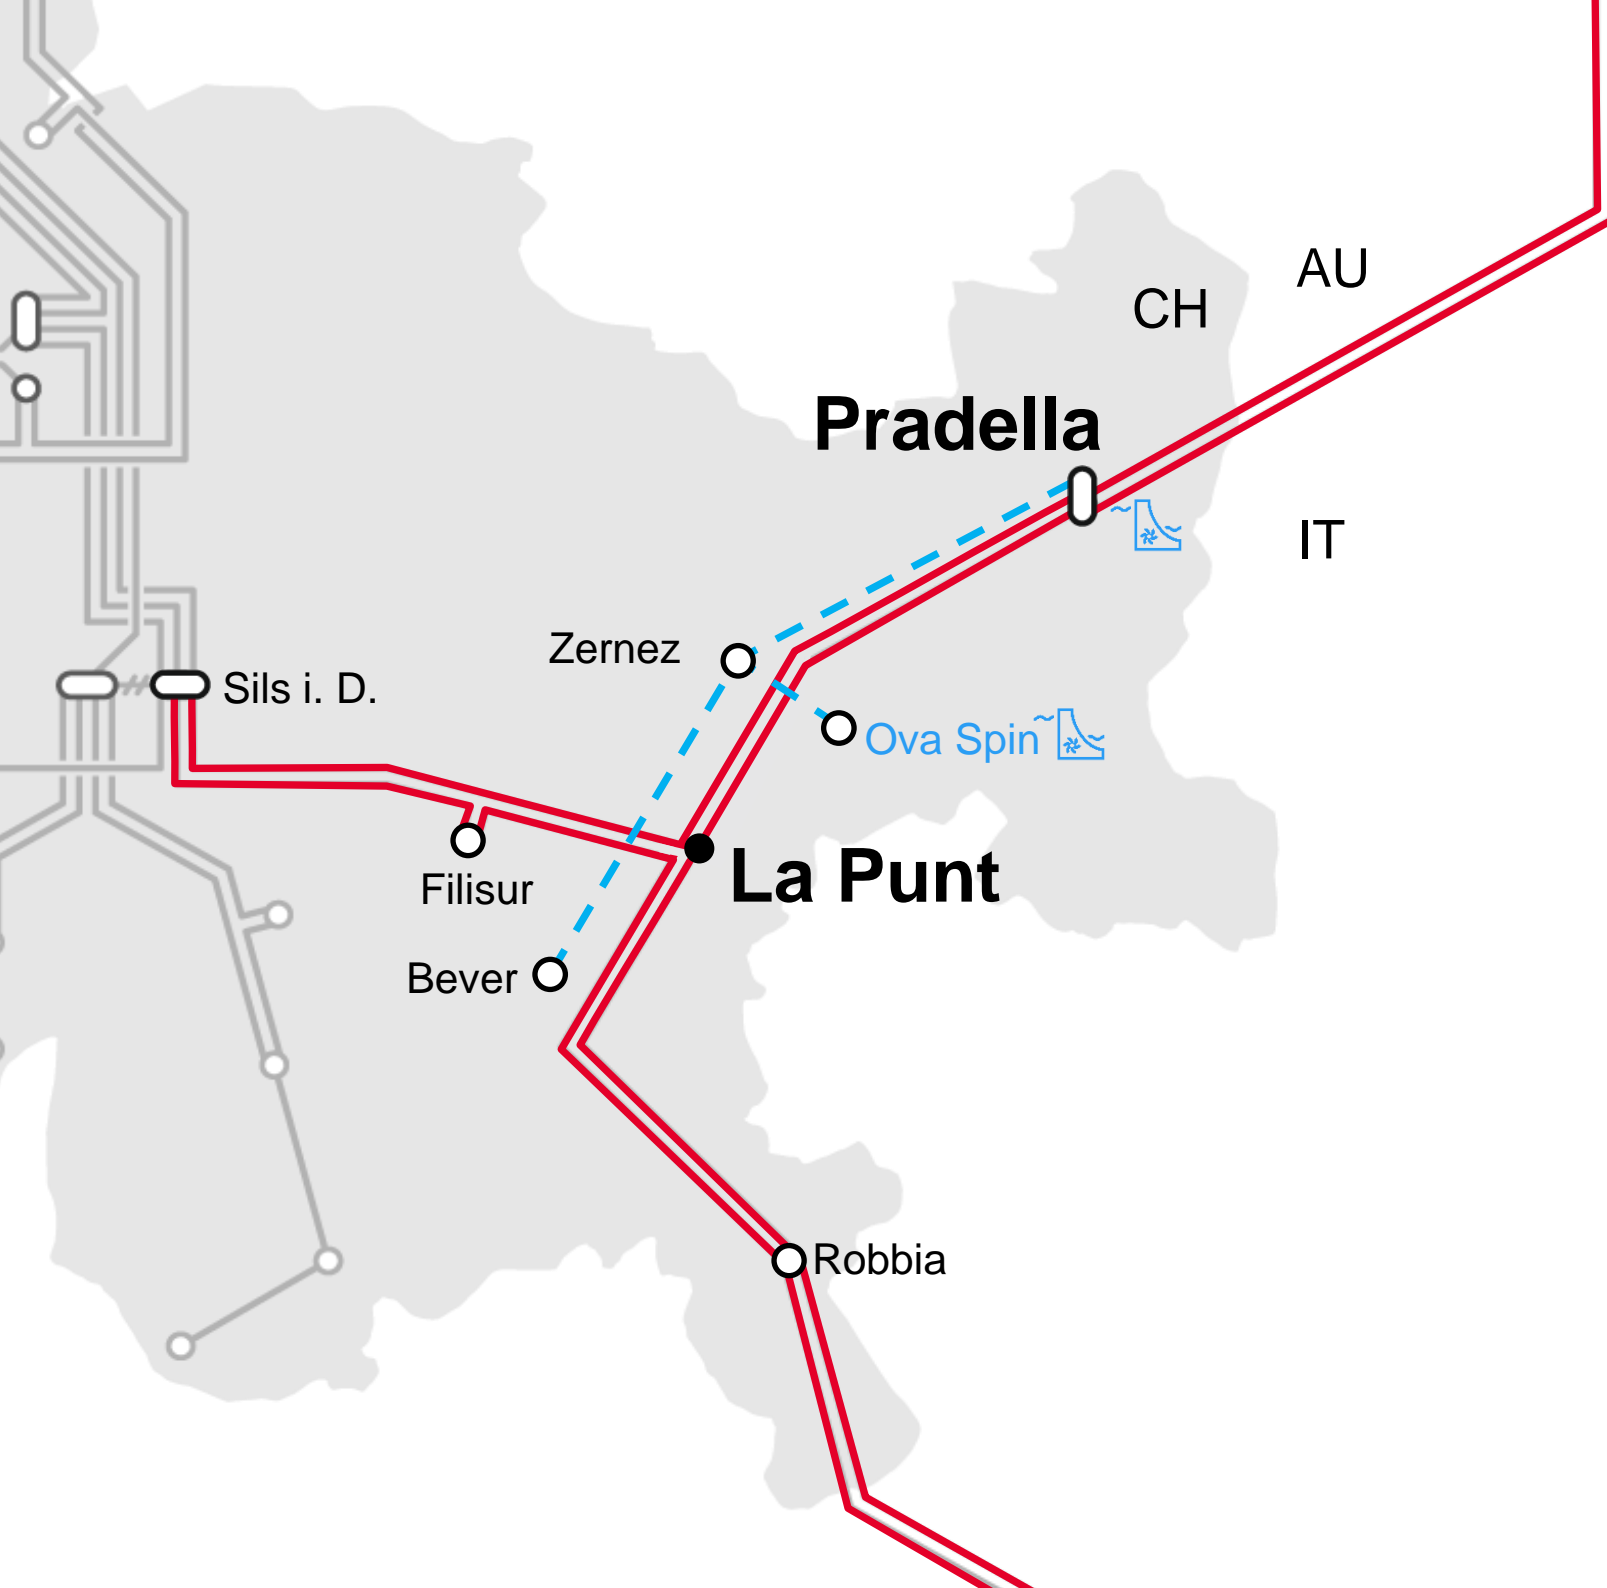 AU
CH
Pradella
IT
Zernez
Sils i. D.
Ova Spin
La Punt
Filisur
Bever
Robbia